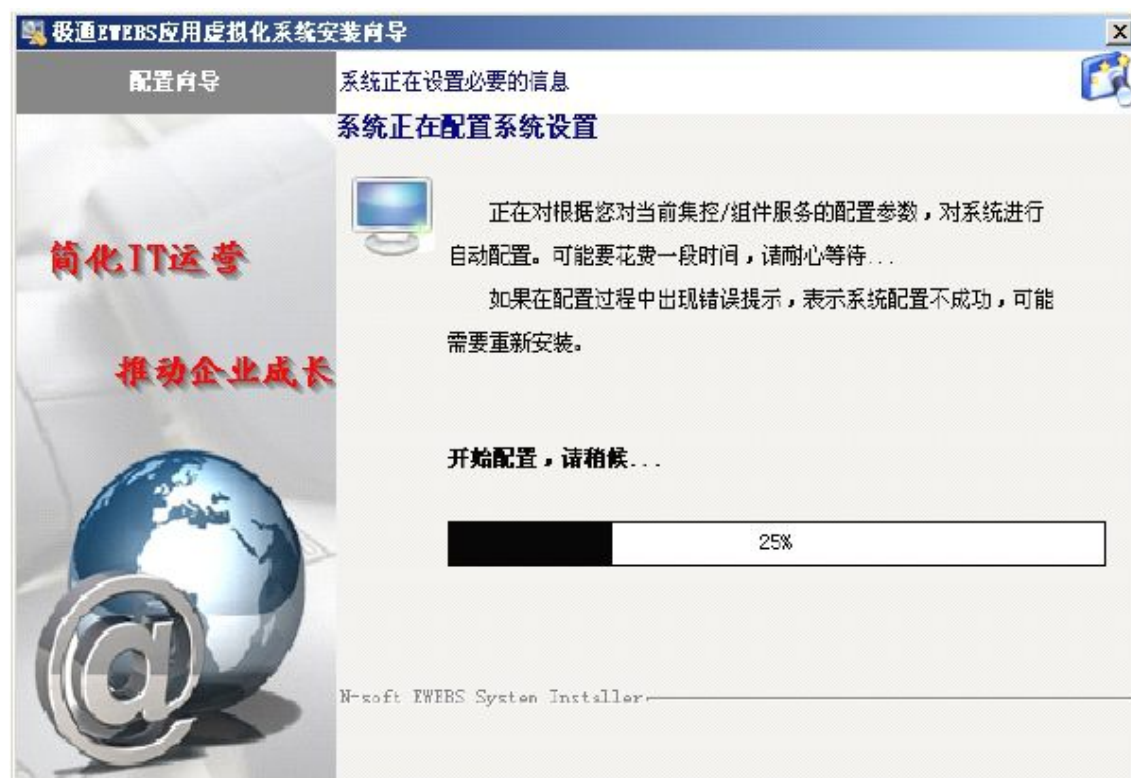 极通EWEBS应用虚拟化系统安装向导
配置向导
系统正在设置必要的信息
系统正在配置系统设置
正在对根据您对当前集控/组件服务的配置参数，对系统进行
自动配置。可能要花费一段时间，请耐心等待...
如果在配置过程中出现错误提示，表示系统配置不成功，可能
需要重新安装。
简化IT运营
推动企业成长
开始配置，请稍候...
25%
N-soft EWEBS System Installer